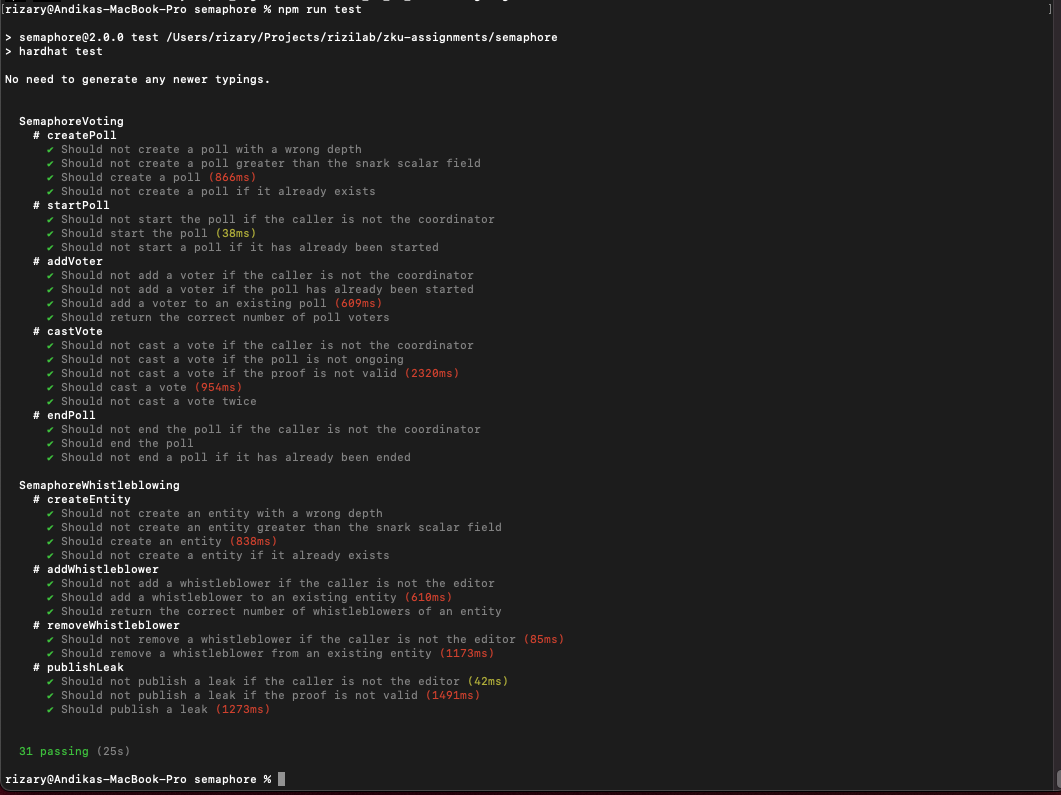 [rizary@Andikas-MacBook-Pro semaphore % npm run test ]
> semaphore@2.0.0 test /Users/rizary/Projects/rizilab/zku-assignments/semaphore
> hardhat test
No need to generate any newer typings.
SemaphoreVoting
# createPoll
✔ Should not create a poll with a wrong depth
✔ Should not create a poll greater than the snark scalar field
✔ Should create a poll (866ms)
✔ Should not create a poll if it already exists
# startPoll
✔ Should not start the poll if the caller is not the coordinator
✔ Should start the poll (38ms)
✔ Should not start a poll if it has already been started
# addVoter
✔ Should not add a voter if the caller is not the coordinator
✔ Should not add a voter if the poll has already been started
✔ Should add a voter to an existing poll (609ms)
✔ Should return the correct number of poll voters
# castVote
✔ Should not cast a vote if the caller is not the coordinator
✔ Should not cast a vote if the poll is not ongoing
✔ Should not cast a vote if the proof is not valid (2320ms)
✔ Should cast a vote (954ms)
✔ Should not cast a vote twice
# endPoll
✔ Should not end the poll if the caller is not the coordinator
✔ Should end the poll
✔ Should not end a poll if it has already been ended
SemaphoreWhistleblowing
# createEntity
✔ Should not create an entity with a wrong depth
✔ Should not create an entity greater than the snark scalar field
✔ Should create an entity (838ms)
✔ Should not create a entity if it already exists
# addWhistleblower
✔ Should not add a whistleblower if the caller is not the editor
✔ Should add a whistleblower to an existing entity (610ms)
✔ Should return the correct number of whistleblowers of an entity
# removeWhistleblower
✔ Should not remove a whistleblower if the caller is not the editor (85ms)
✔ Should remove a whistleblower from an existing entity (1173ms)
# publishLeak
✔ Should not publish a leak if the caller is not the editor (42ms)
✔ Should not publish a leak if the proof is not valid (1491ms)
✔ Should publish a leak (1273ms)
31 passing (25s)
rizary@Andikas-MacBook-Pro semaphore %